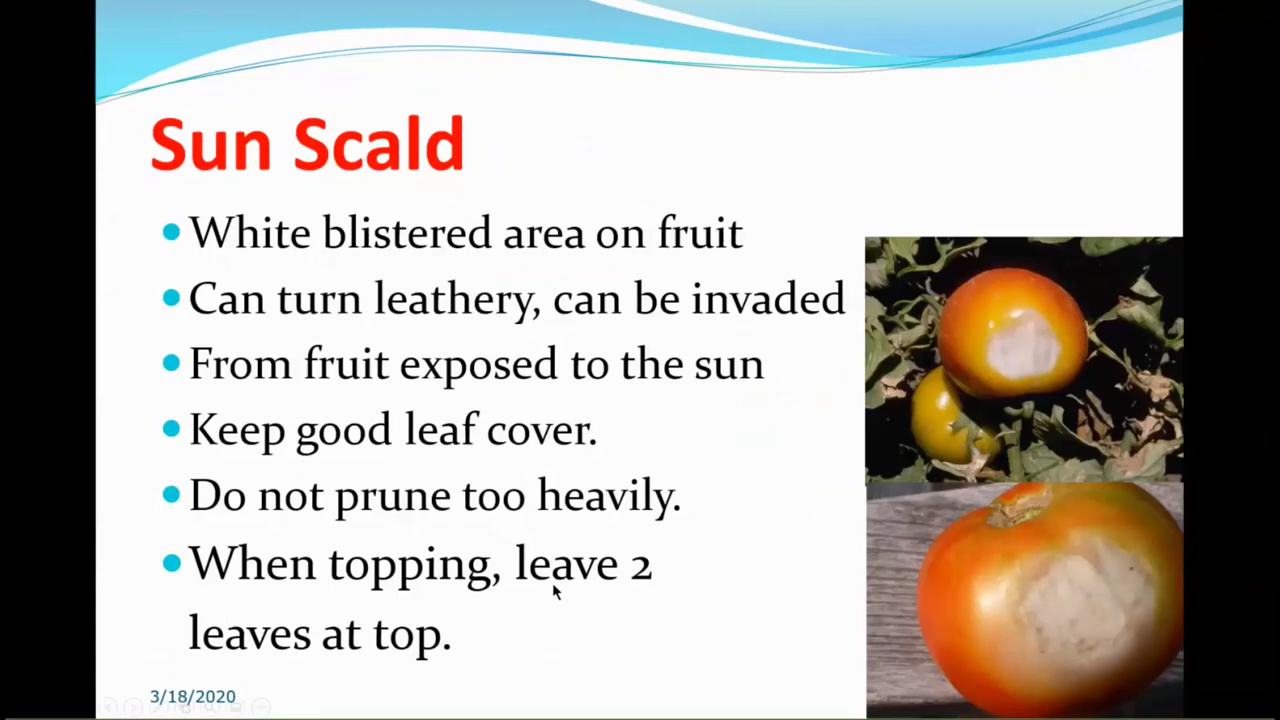 Sun Scald
White blistered area on fruit
Can turn leathery, can be invaded
From fruit exposed to the sun
Keep good leaf cover.
Do not prune too heavily.
When topping, leave 2
leaves at top.
3/18/2020